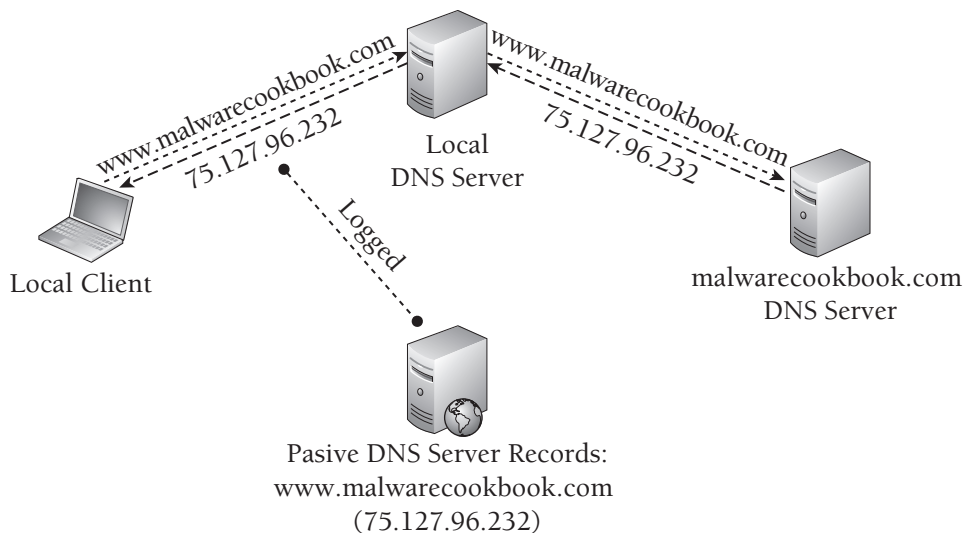 www.malwarecookbook.com
75.127.96.232
www.malwarecookbook.com
75.127.96.232
Local
DNS Server
Local Client
Logged
malwarecookbook.com
DNS Server
Pasive DNS Server Records:
www.malwarecookbook.com
(75.127.96.232)